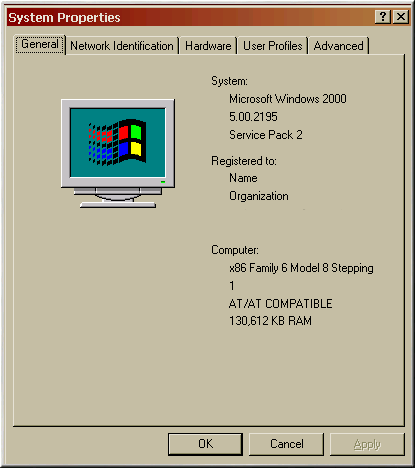 System Properties
General Network Identification Hardware User Profiles Advanced
System:
Microsoft Windows 2000
5.00.2195
Service Pack 2
Registered to:
Name
Organization
Computer:
x86 Family 6 Model 8 Stepping
1
AT/AT COMPATIBLE
130,612 KB RAM
OK Cancel Apply